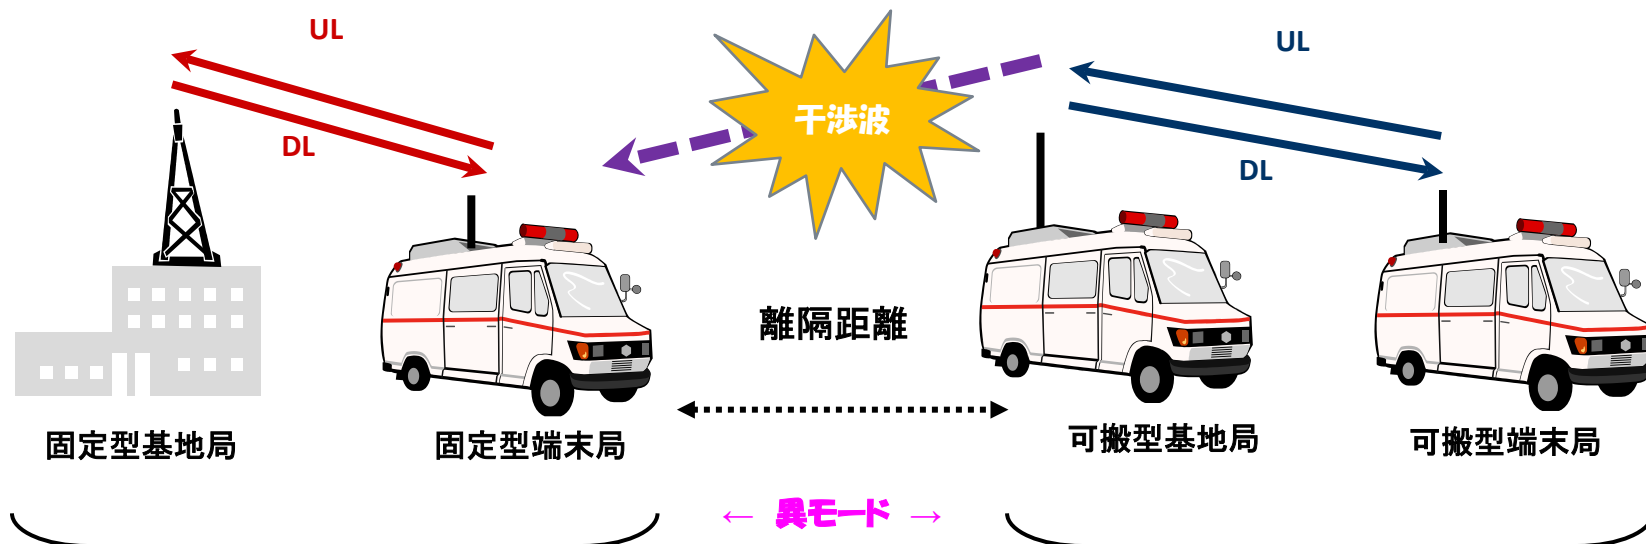 UL
DL
干渉波
UL
DL
離隔距離
固定型基地局
固定型端末局
可搬型基地局
可搬型端末局
← 異モード →